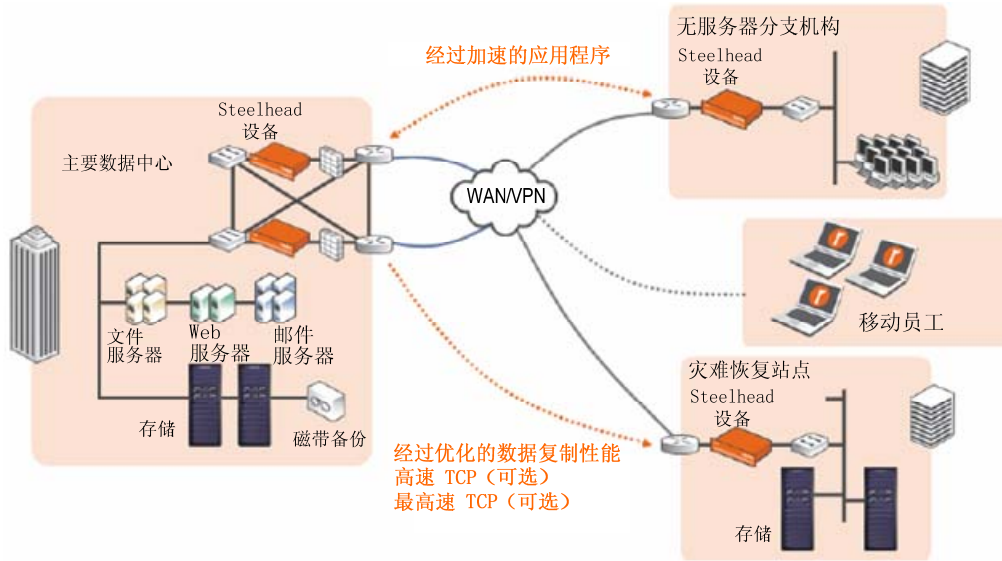 经过加速的应用程序
无服务器分支机构
Steelhead
设备
Steelhead
设备
主要数据中心
WAN/VPN
移动员工
文件
服务器
Web
服务器
邮件
服务器
存储
磁带备份
灾难恢复站点
Steelhead
设备
经过优化的数据复制性能
高速 TCP（可选）
最高速 TCP（可选）
存储